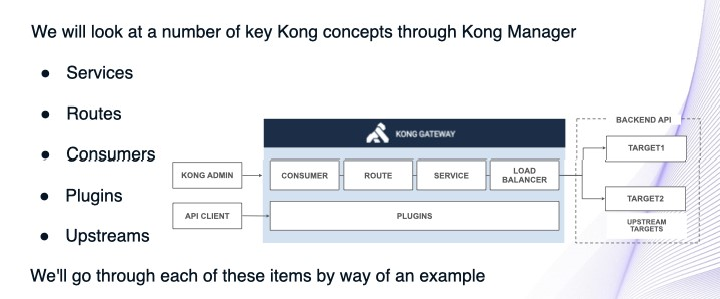 We will look at a number of key Kong concepts through Kong Manager
● Services
● Routes
● Consumers
● Plugins
● Upstreams
KONG GATEWAY
BACKEND API
KONG ADMIN
CONSUMER
ROUTE
SERVICE
LOAD
BALANCER
TARGET1
API CLIENT
PLUGINS
TARGET2
UPSTREAM
TARGETS
We'll go through each of these items by way of an example